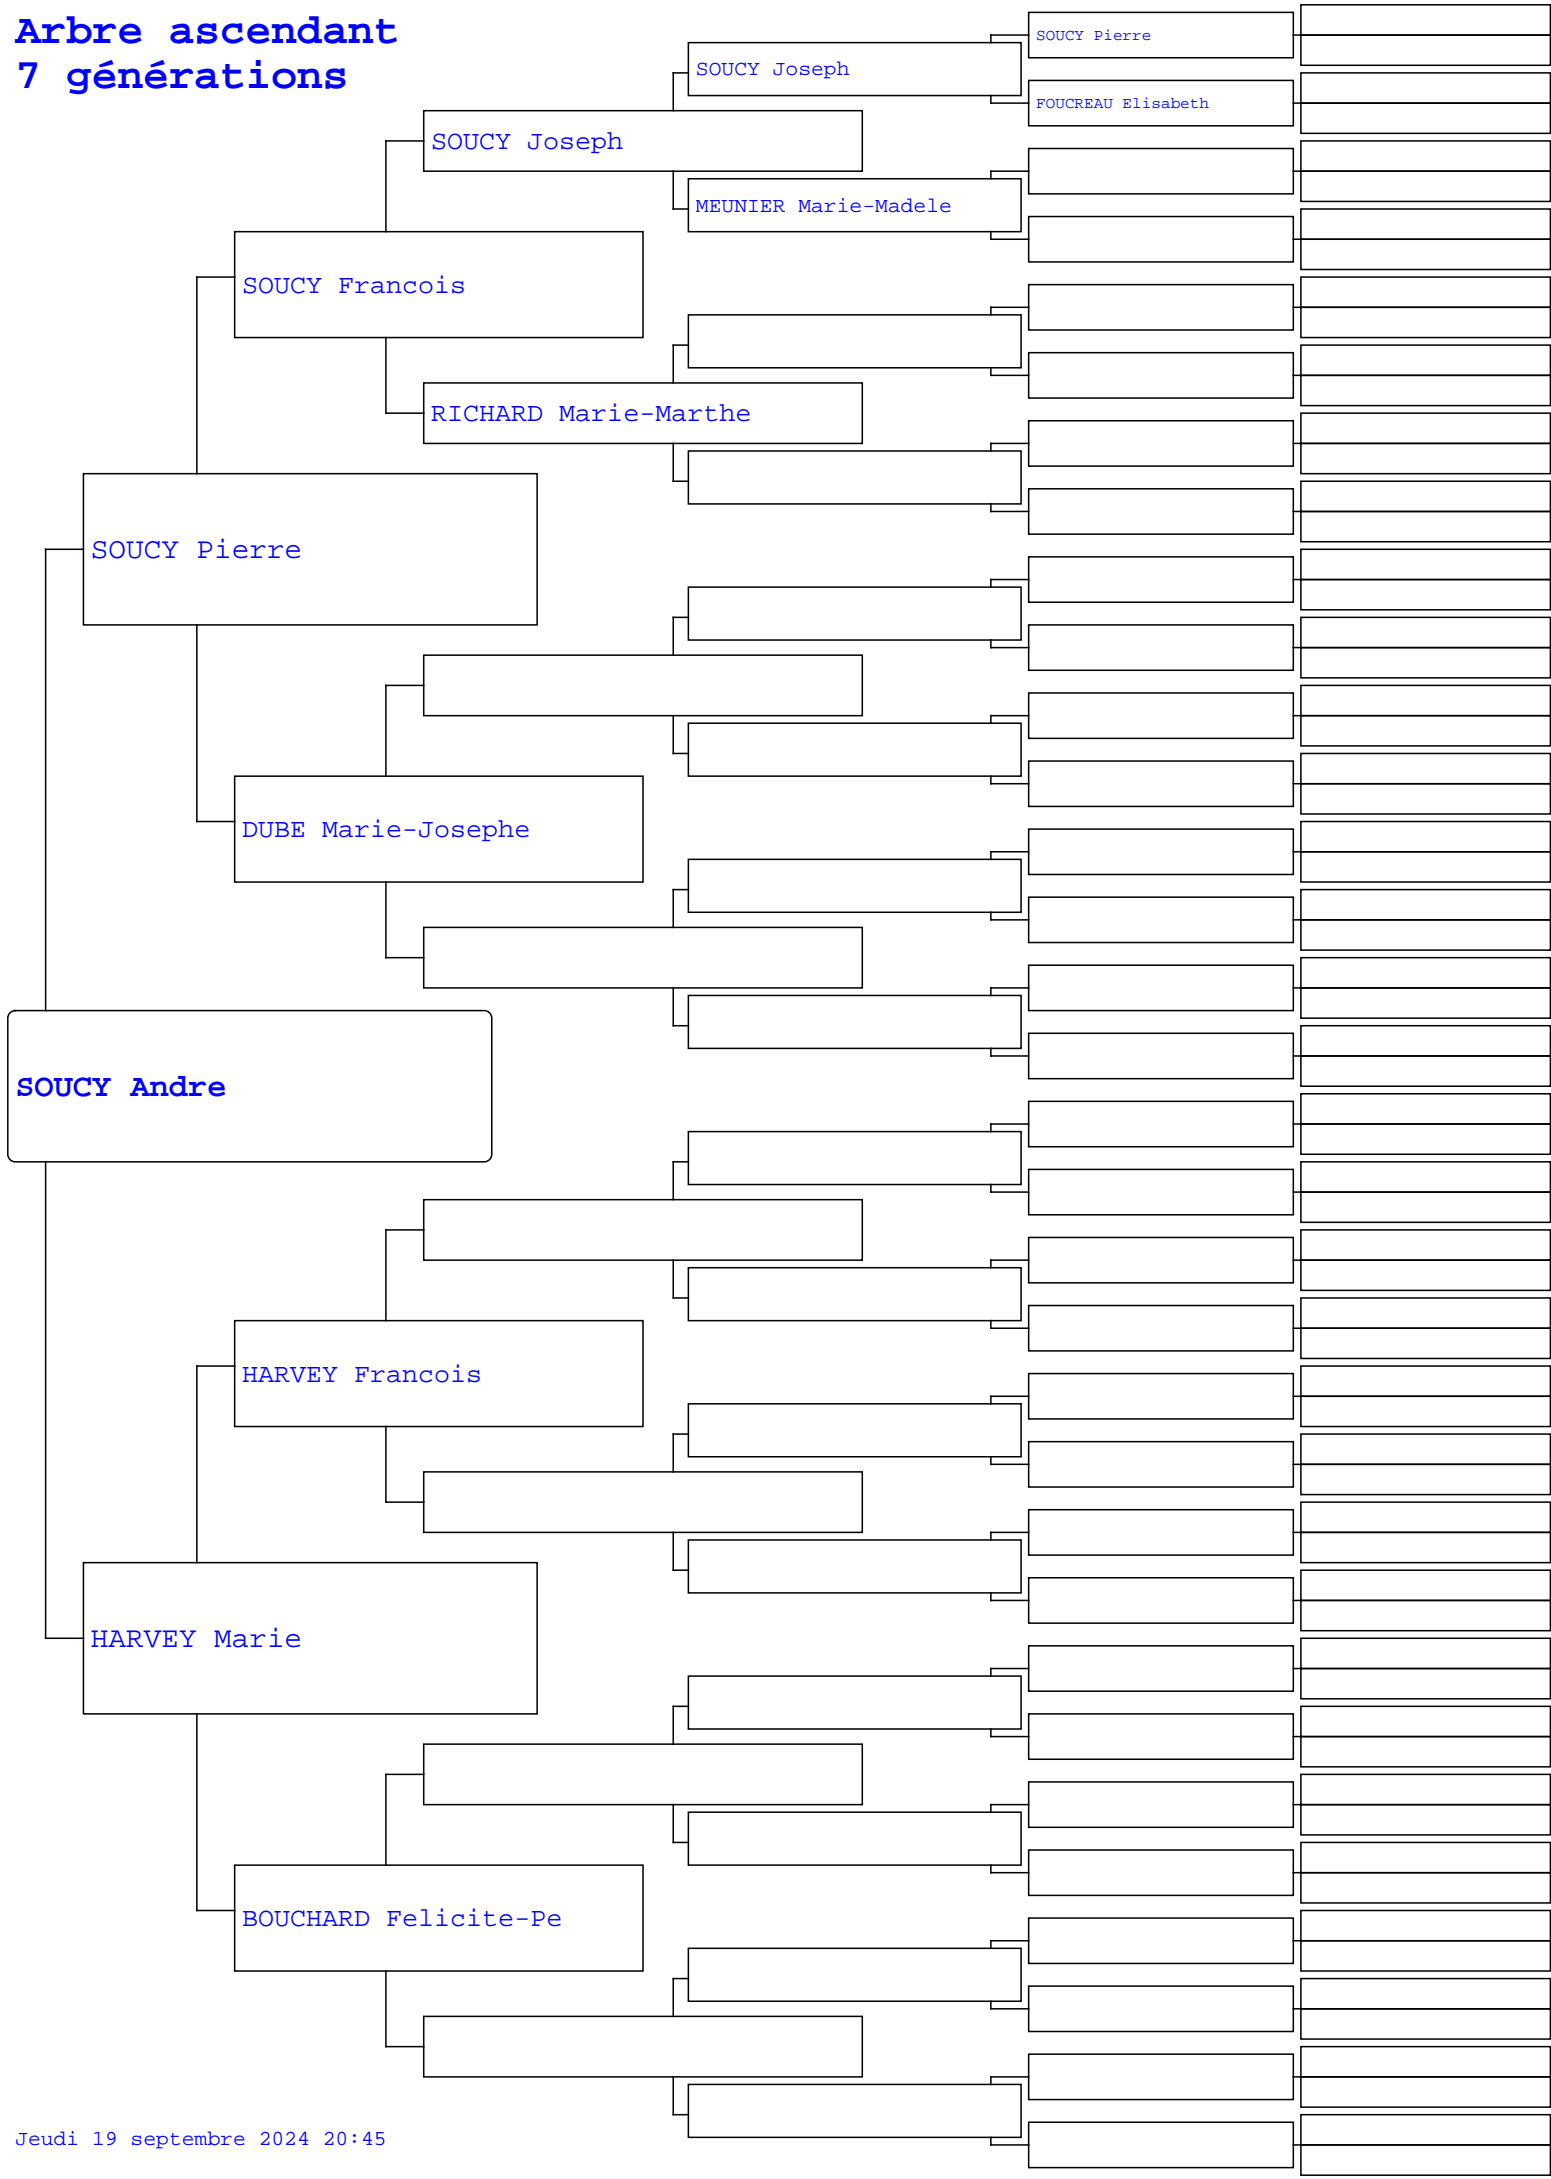 Arbre ascendant
7 générations
SOUCY Pierre
SOUCY Joseph
FOUCREAU Elisabeth
SOUCY Joseph
MEUNIER Marie-Madele
SOUCY Francois
RICHARD Marie-Marthe
SOUCY Pierre
DUBE Marie-Josephe
SOUCY Andre
HARVEY Francois
HARVEY Marie
BOUCHARD Felicite-Pe
Jeudi 19 septembre 2024 20:45